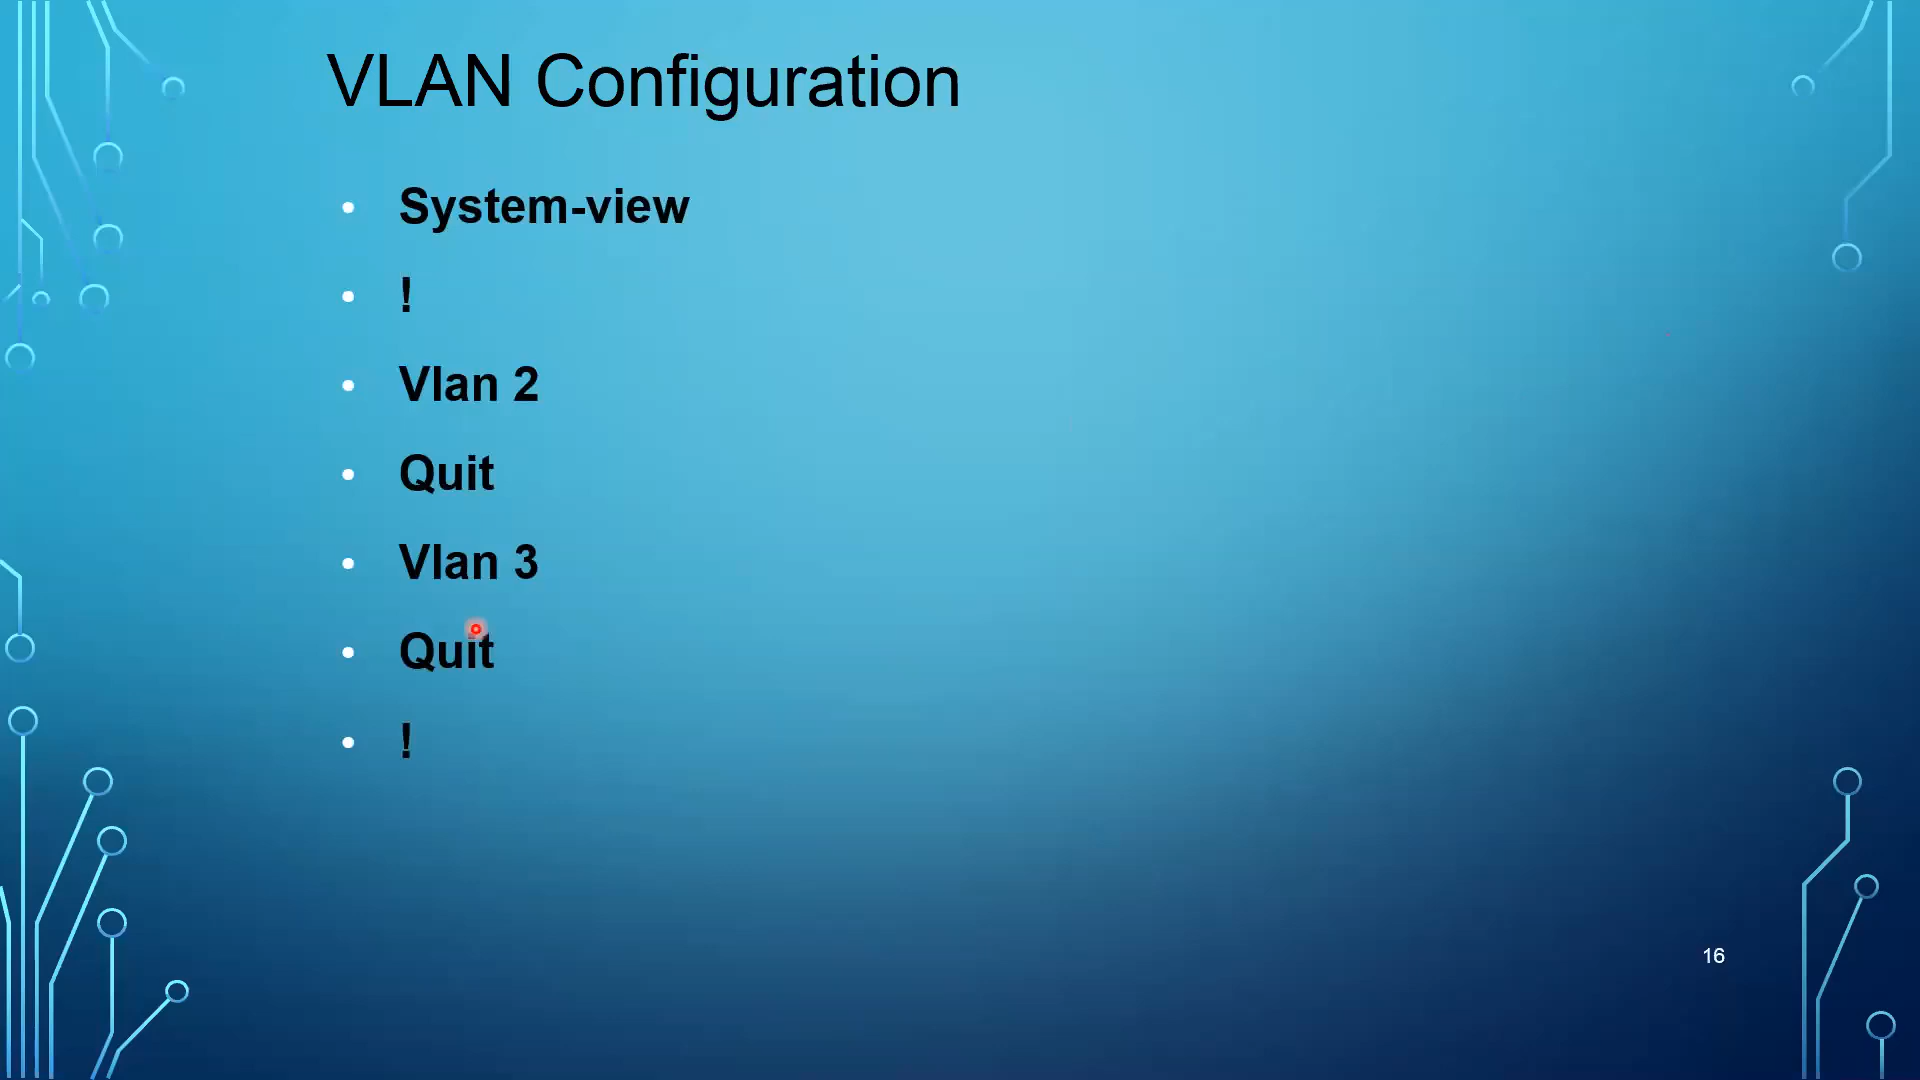 VLAN Configuration
• System-view
• !
• Vlan 2
• Quit
• Vlan 3
• Quit
• !
16